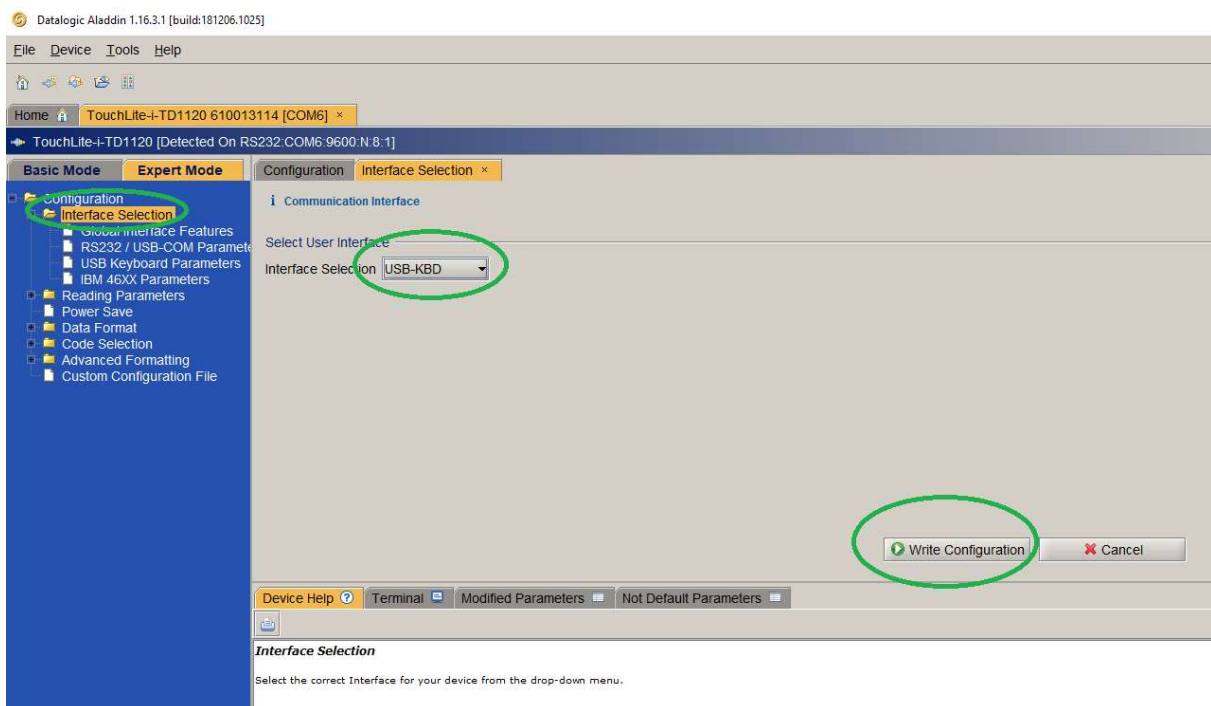 Datalogic Aladdin 1.16.3.1 [build:181206.1025]
File Device Tools Help
Home TouchLite-i-TD1120 610013114 [COM6] ×
TouchLite-i-TD1120 [Detected On RS232:COM6:9600:N:8:1]
Basic Mode Expert Mode Configuration Interface Selection ×
Configuration
Interface Selection
Global Interface Features
RS232 / USB-COM Paramete
USB Keyboard Parameters
IBM 46XX Parameters
Reading Parameters
Power Save
Data Format
Code Selection
Advanced Formatting
Custom Configuration File
i Communication Interface
Select User Interface
Interface Selection USB-KBD
Write Configuration Cancel
Device Help ? Terminal Modified Parameters Not Default Parameters
Interface Selection
Select the correct Interface for your device from the drop-down menu.